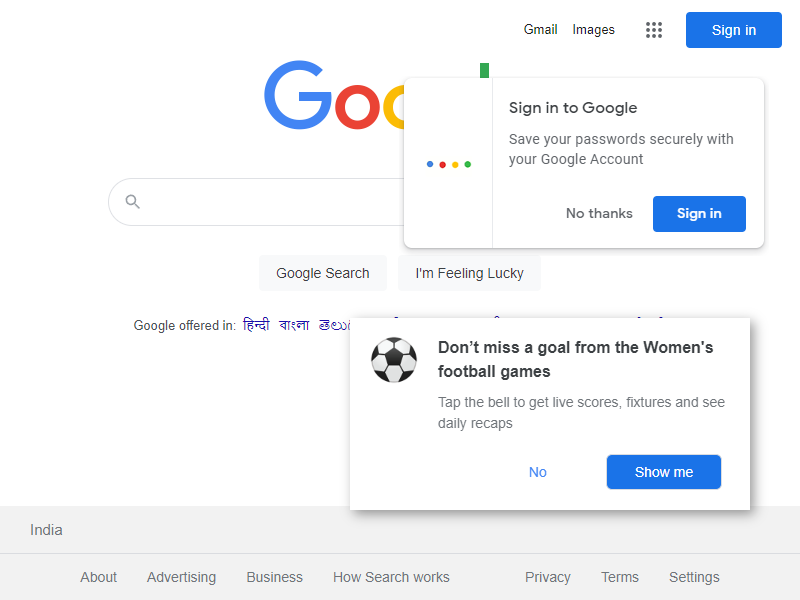 Gmail Images Sign in
Sign in to Google
Save your passwords securely with
your Google Account
No thanks Sign in
Google Search I'm Feeling Lucky
Google offered in: हिन्दी বাংলা
Don’t miss a goal from the Women's
football games
Tap the bell to get live scores, fixtures and see
daily recaps
No Show me
India
About Advertising Business How Search works Privacy Terms Settings